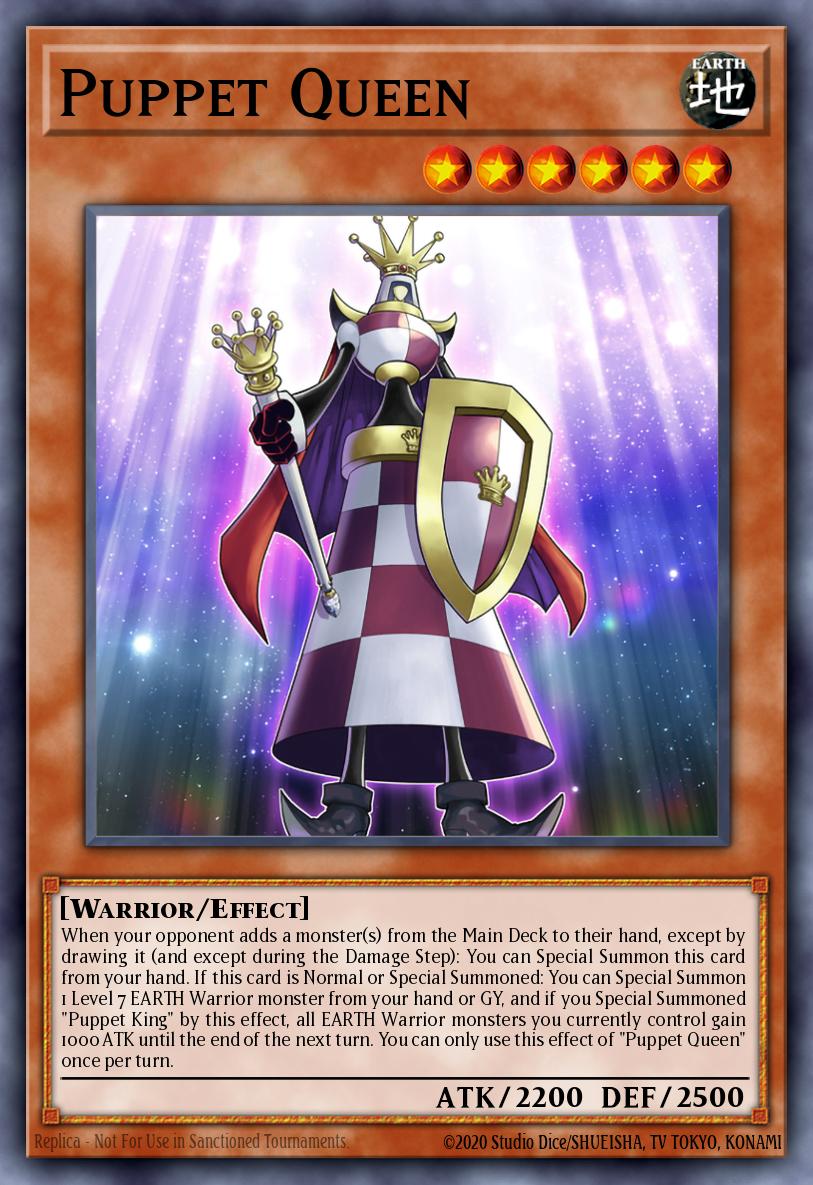 Puppet Queen
EARTH
地
[Warrior/Effect]
When your opponent adds a monster(s) from the Main Deck to their hand, except by
drawing it (and except during the Damage Step): You can Special Summon this card
from your hand. If this card is Normal or Special Summoned: You can Special Summon
1 Level 7 EARTH Warrior monster from your hand or GY, and if you Special Summoned
"Puppet King" by this effect, all EARTH Warrior monsters you currently control gain
1000 ATK until the end of the next turn. You can only use this effect of "Puppet Queen"
once per turn.
ATK/2200 DEF/2500
Replica - Not For Use in Sanctioned Tournaments.
©2020 Studio Dice/SHUEISHA, TV TOKYO, KONAMI